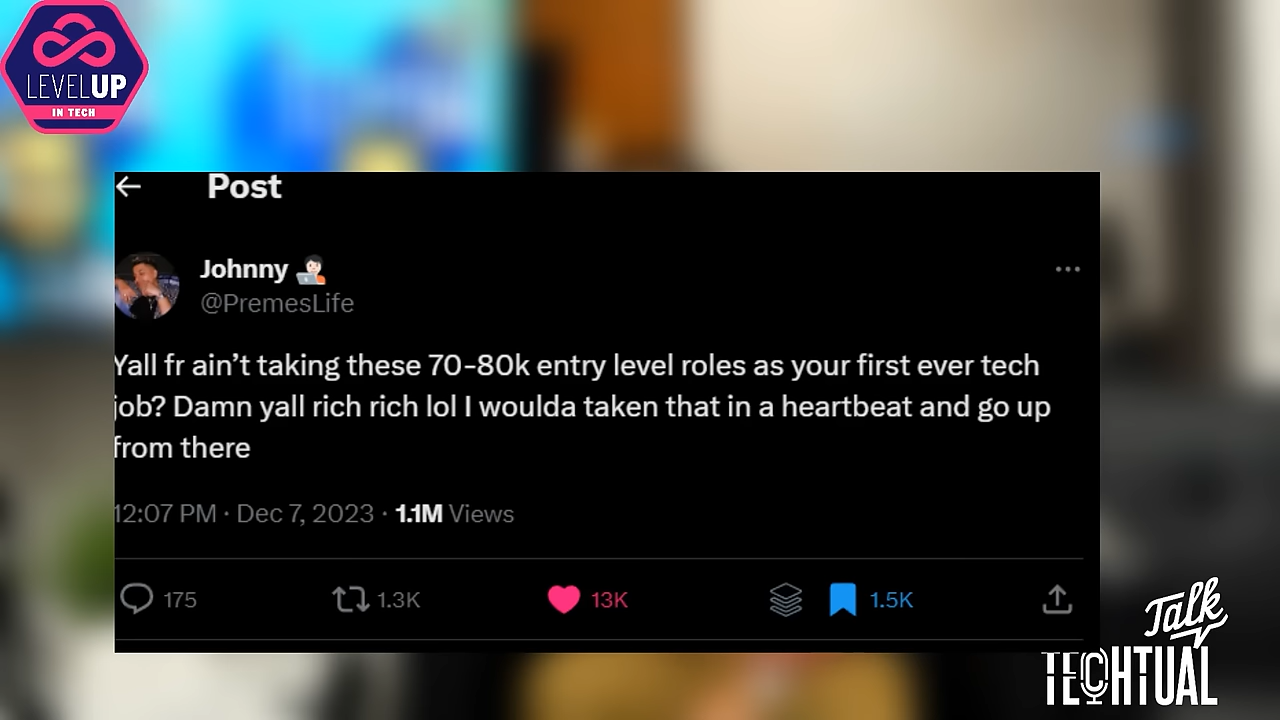 LEVELUP
IN TECH
Post
Johnny
@PremesLife
Yall fr ain’t taking these 70-80k entry level roles as your first ever tech
job? Damn yall rich rich lol I woulda taken that in a heartbeat and go up
from there
12:07 PM · Dec 7, 2023 · 1.1M Views
175 1.3K 13K 1.5K
Talk
TECHTUAL